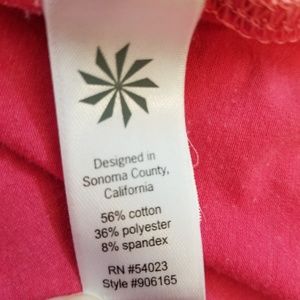 Designed in
Sonoma County,
California
56% cotton
36% polyester
8% spandex
RN #54023
Style #906165